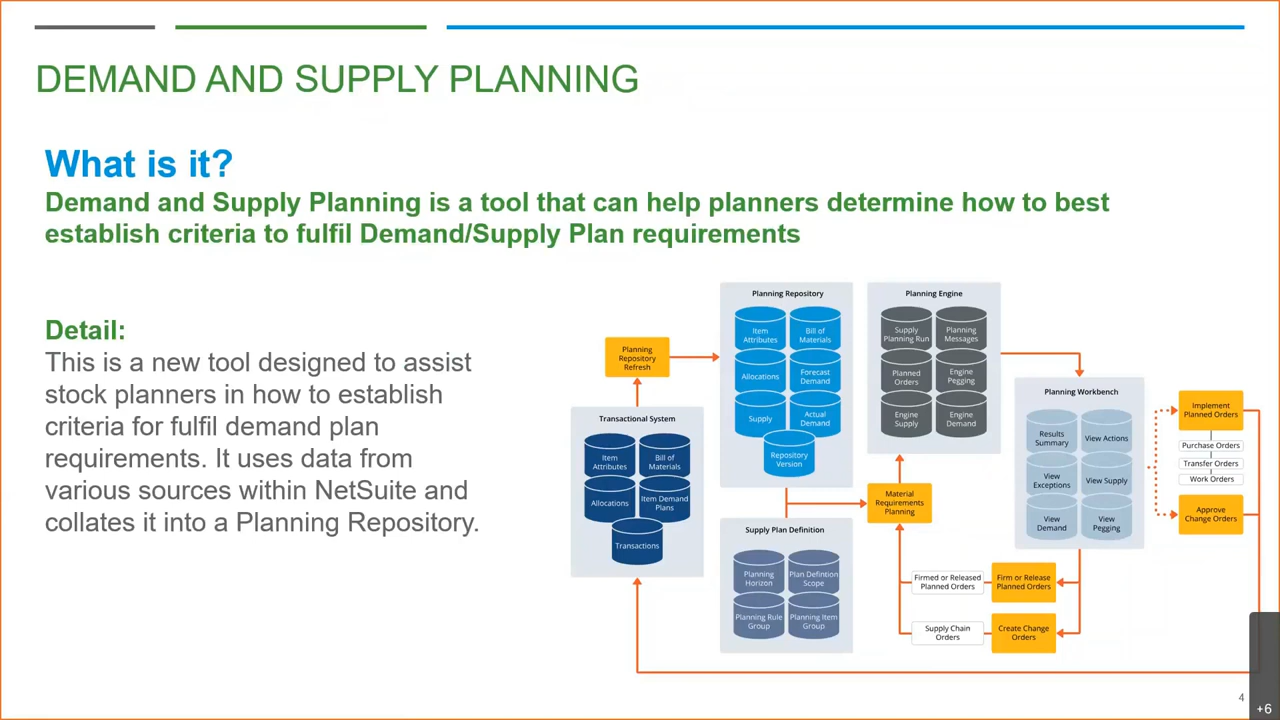 DEMAND AND SUPPLY PLANNING
What is it?
Demand and Supply Planning is a tool that can help planners determine how to best
establish criteria to fulfil Demand/Supply Plan requirements
Detail:
This is a new tool designed to assist
stock planners in how to establish
criteria for fulfil demand plan
requirements. It uses data from
various sources within NetSuite and
collates it into a Planning Repository.
Planning
Repository
Refresh
Transactional System
Item
Attributes
Bill of
Materials
Allocations
Item Demand
Plans
Transactions
Planning Repository
Item
Attributes
Bill of
Materials
Allocations
Forecast
Demand
Supply
Actual
Demand
Repository
Version
Supply Plan Definition
Planning
Horizon
Plan Defintion
Scope
Planning Rule
Group
Planning Item
Group
Planning Engine
Supply
Planning Run
Planning
Messages
Planned
Orders
Engine
Pegging
Engine
Supply
Engine
Demand
Material
Requirements
Planning
Planning Workbench
Results
Summary
View Actions
View
Exceptions
View Supply
View
Demand
View
Pegging
Firmed or Released
Planned Orders
Firm or Release
Planned Orders
Supply Chain
Orders
Create Change
Orders
Implement
Planned Orders
Purchase Orders
Transfer Orders
Work Orders
Approve
Change Orders
4
+6